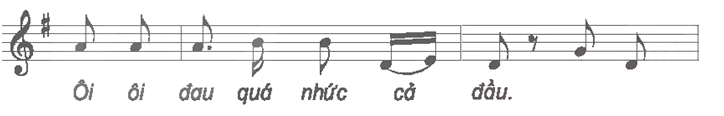 Ôi ôi đau quá nhức cả đầu.